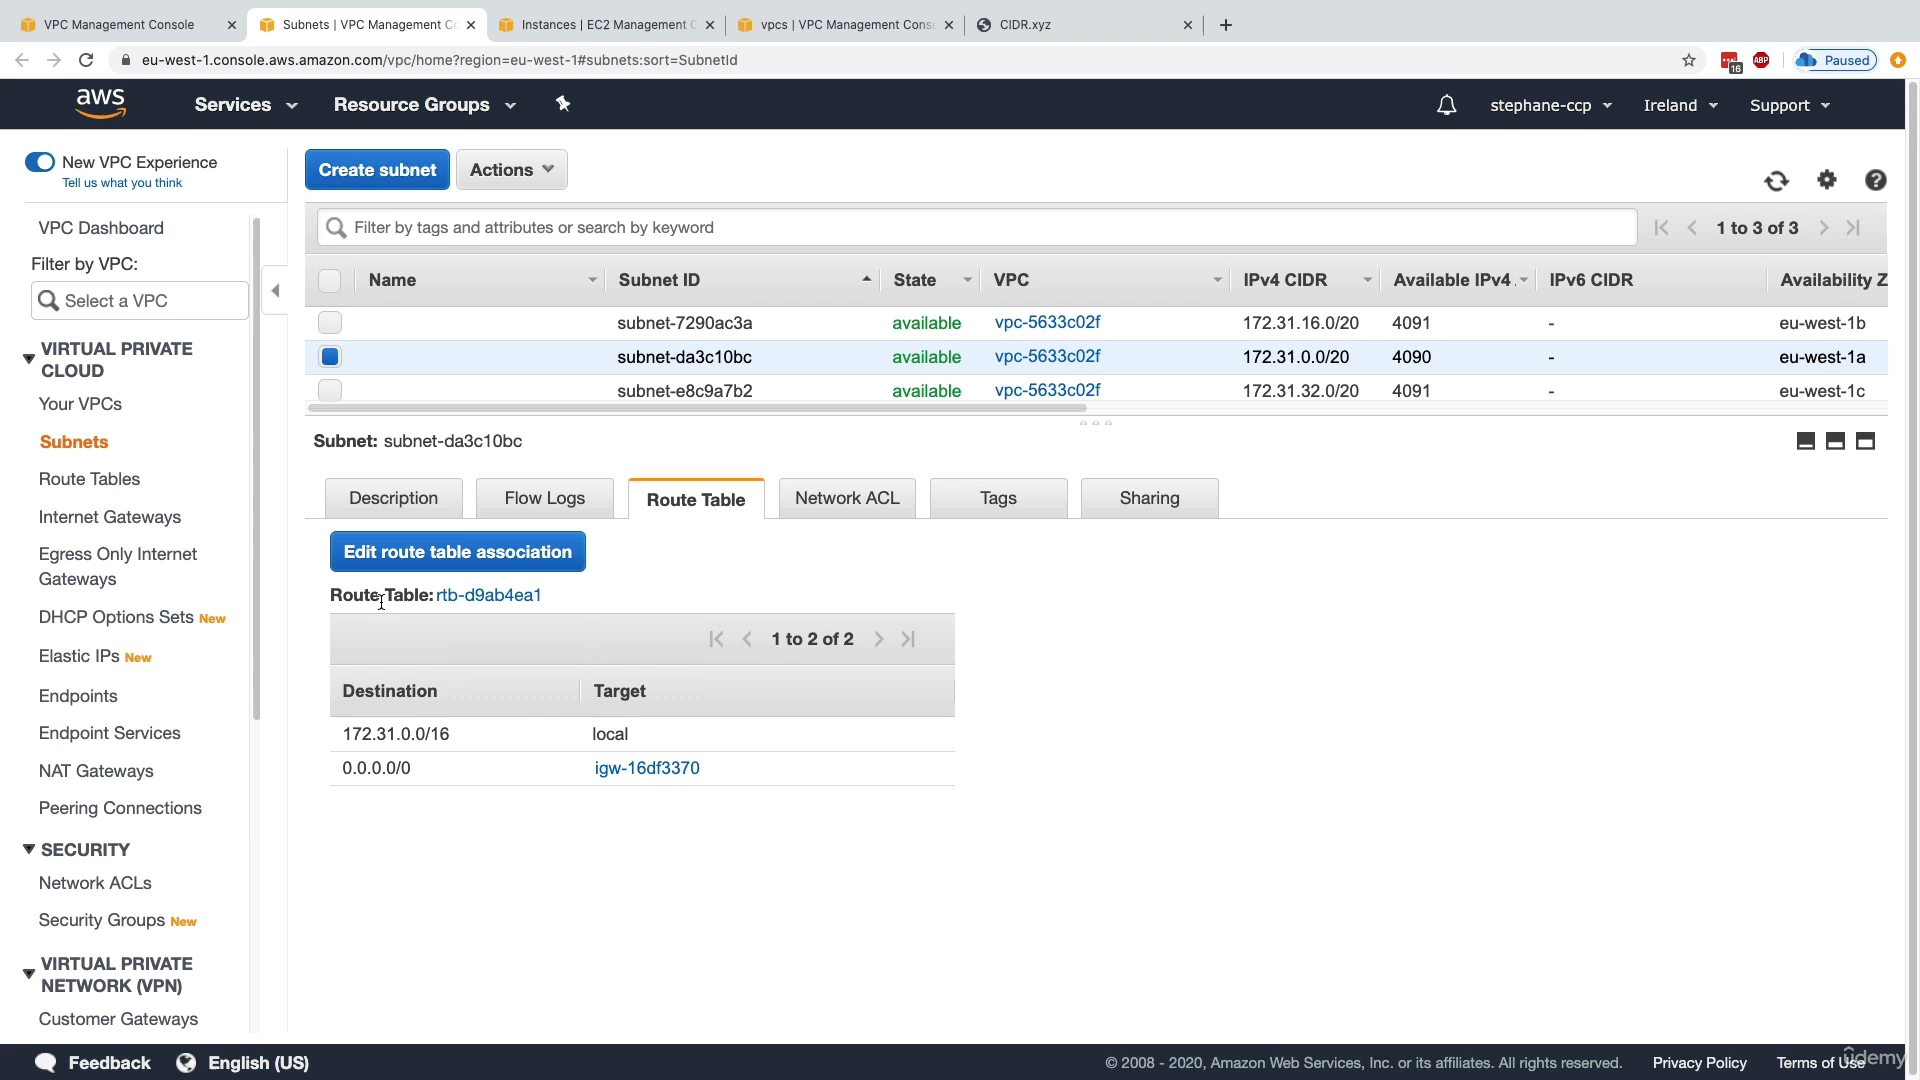 VPC Management Console
Subnets | VPC Management Co
Instances | EC2 Management C
vpcs | VPC Management Conso
CIDR.xyz
eu-west-1.console.aws.amazon.com/vpc/home?region=eu-west-1#subnets:sort=SubnetId
16
ABP
Paused
aws
Services
Resource Groups
stephane-ccp
Ireland
Support
New VPC Experience
Tell us what you think
Create subnet
Actions
VPC Dashboard
Filter by VPC:
Select a VPC
VIRTUAL PRIVATE
CLOUD
Your VPCs
Subnets
Route Tables
Internet Gateways
Egress Only Internet
Gateways
DHCP Options Sets New
Elastic IPs New
Endpoints
Endpoint Services
NAT Gateways
Peering Connections
SECURITY
Network ACLs
Security Groups New
VIRTUAL PRIVATE
NETWORK (VPN)
Customer Gateways
Filter by tags and attributes or search by keyword
1 to 3 of 3
Name Subnet ID State VPC IPv4 CIDR Available IPv4 . IPv6 CIDR Availability Z
subnet-7290ac3a available vpc-5633c02f 172.31.16.0/20 4091 - eu-west-1b
subnet-da3c10bc available vpc-5633c02f 172.31.0.0/20 4090 - eu-west-1a
subnet-e8c9a7b2 available vpc-5633c02f 172.31.32.0/20 4091 - eu-west-1c
Subnet: subnet-da3c10bc
Description
Flow Logs
Route Table
Network ACL
Tags
Sharing
Edit route table association
Route Table: rtb-d9ab4ea1
1 to 2 of 2
Destination Target
172.31.0.0/16 local
0.0.0.0/0 igw-16df3370
Feedback
English (US)
© 2008 - 2020, Amazon Web Services, Inc. or its affiliates. All rights reserved.
Privacy Policy
Terms of Use
ûdemy